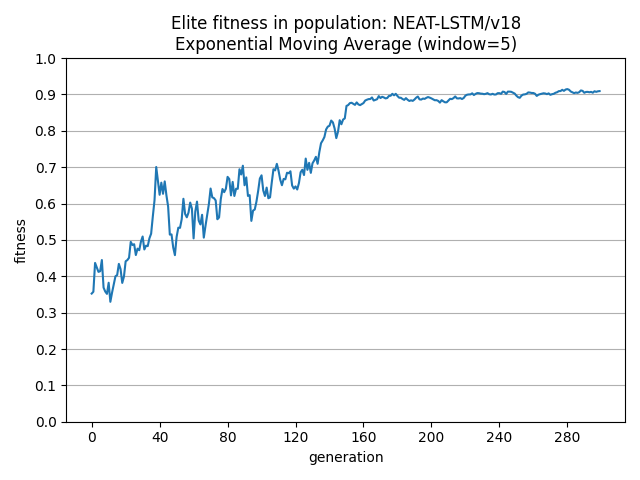 Elite fitness in population: NEAT-LSTM/v18
Exponential Moving Average (window=5)
1.0
0.9
0.8
0.7
0.6
0.5
0.4
0.3
0.2
0.1
0.0
fitness
0 40 80 120 160 200 240 280
generation